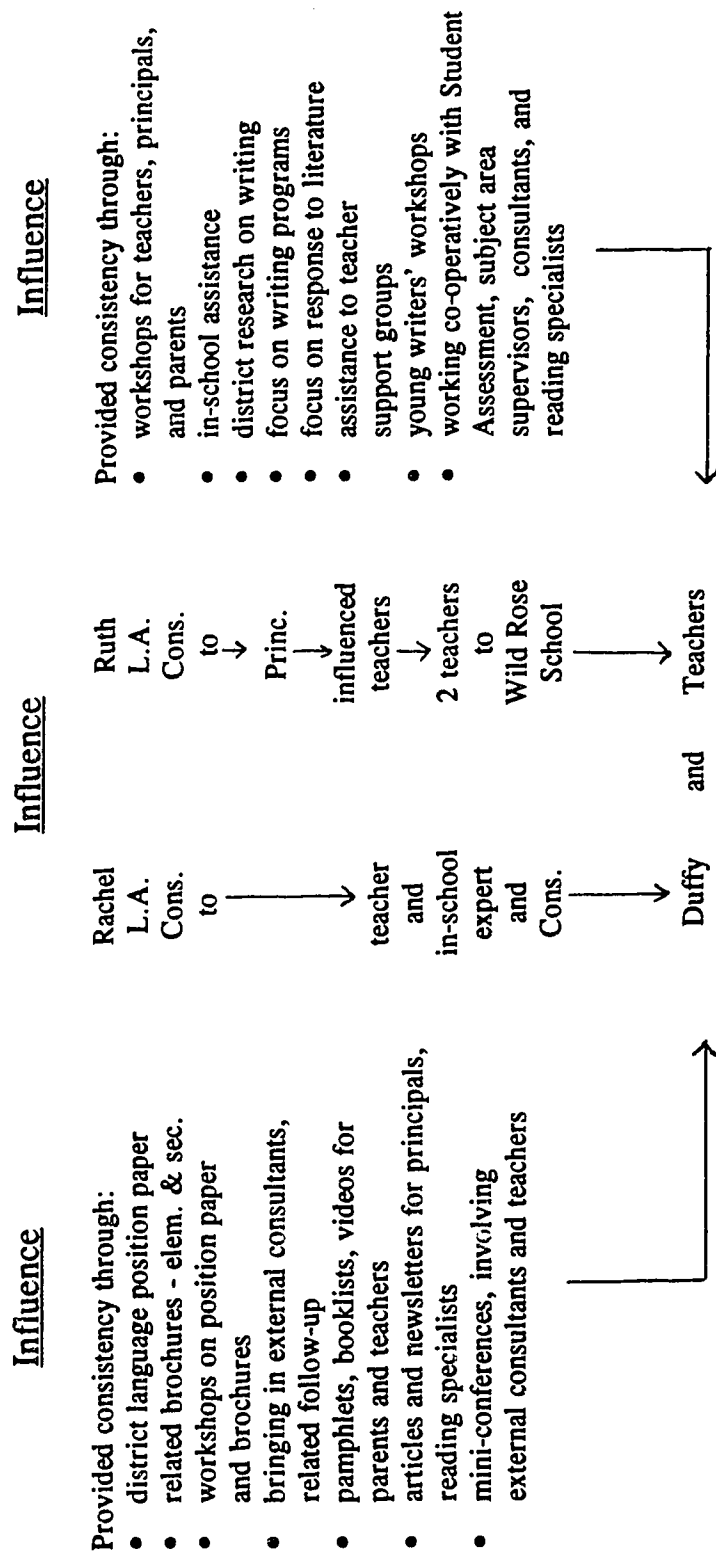 Influence
Provided consistency through:
● district language position paper
● related brochures - elem. & sec.
● workshops on position paper
and brochures
● bringing in external consultants,
related follow-up
● pamphlets, booklists, videos for
parents and teachers
● articles and newsletters for principals,
reading specialists
● mini-conferences, involving
external consultants and teachers
Influence
Rachel
L.A.
Cons.
to
teacher
and
in-school
expert
and
Cons.
Duffy
and
Ruth
L.A.
Cons.
to
Princ.
influenced
teachers
2 teachers
to
Wild Rose
School
Teachers
Influence
Provided consistency through:
● workshops for teachers, principals,
and parents
● in-school assistance
● district research on writing
● focus on writing programs
● focus on response to literature
● assistance to teacher
support groups
● young writers' workshops
● working co-operatively with Student
Assessment, subject area
supervisors, consultants, and
reading specialists